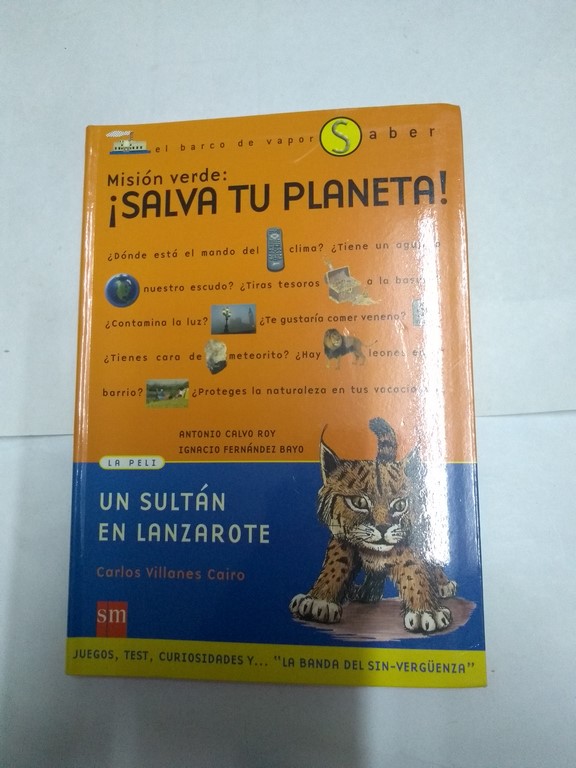 el barco de vapor Saber
Misión verde:
¡SALVA TU PLANETA!
¿Dónde está el mando del clima? ¿Tiene un
nuestro escudo? ¿Tiras tesoros a la
¿Contamina la luz? ¿Te gustaría comer veneno?
¿Tienes cara de meteorito? ¿Hay leones
barrio? ¿Proteges la naturaleza en tus
ANTONIO CALVO ROY
IGNACIO FERNÁNDEZ BAYO
LA PELI
UN SULTÁN
EN LANZAROTE
Carlos Villanes Cairo
sm
JUEGOS, TEST, CURIOSIDADES Y... "LA BANDA DEL SIN-VERGÜENZA"